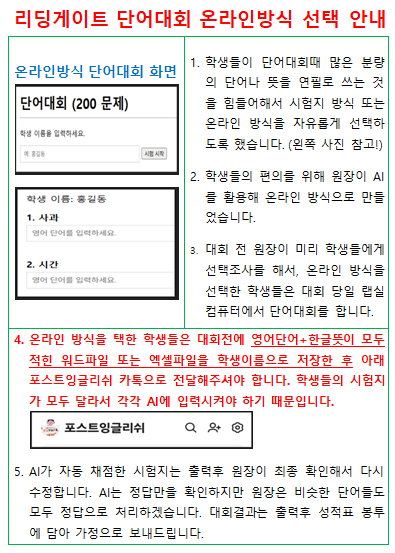 리딩게이트 단어대회 온라인방식 선택 안내
온라인방식 단어대회 화면
단어대회 (200 문제)
학생 이름을 입력하세요.
예: 홍길동
시험 시작
학생 이름: 홍길동
1. 사과
영어 단어를 입력하세요.
2. 시간
영어 단어를 입력하세요.
1. 학생들이 단어대회때 많은 분량
의 단어나 뜻을 연필로 쓰는 것
을 힘들어해서 시험지 방식 또는
온라인 방식을 자유롭게 선택하
도록 했습니다. (왼쪽 사진 참고!)
2. 학생들의 편의를 위해 원장이 AI
를 활용해 온라인 방식으로 만들
었습니다.
3. 대회 전 원장이 미리 학생들에게
선택조사를 해서, 온라인 방식을
선택한 학생들은 대회 당일 랩실
컴퓨터에서 단어대회를 합니다.
4. 온라인 방식을 택한 학생들은 대회전에 영어단어+한글뜻이 모두
적힌 워드파일 또는 엑셀파일을 학생이름으로 저장한 후 아래
포스트잉글리쉬 카톡으로 전달해주셔야 합니다. 학생들의 시험지
가 모두 달라서 각각 AI에 입력시켜야 하기 때문입니다.
포스트잉글리쉬
5. AI가 자동 채점한 시험지는 출력후 원장이 최종 확인해서 다시
수정합니다. AI는 정답만을 확인하지만 원장은 비슷한 단어들도
모두 정답으로 처리하겠습니다. 대회결과는 출력후 성적표 봉투
에 담아 가정으로 보내드립니다.